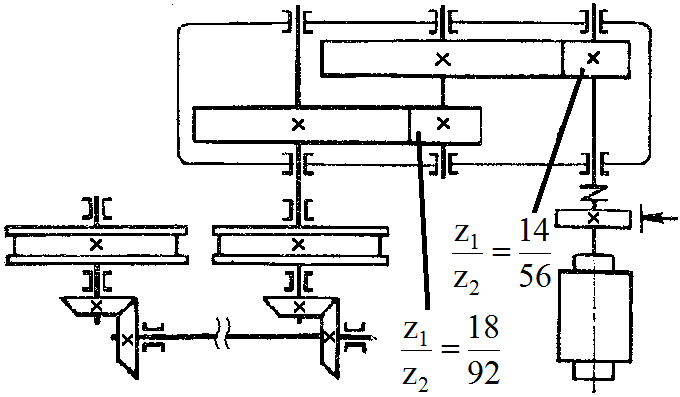 z₁/z₂ = 14/56
z₁/z₂ = 18/92